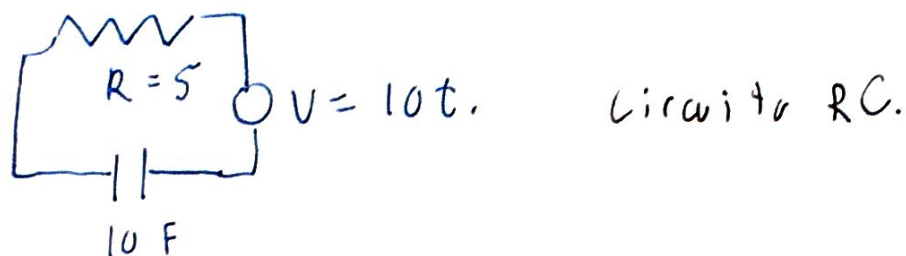 R = 5
V = 10t.
Circuito RC.
10 F